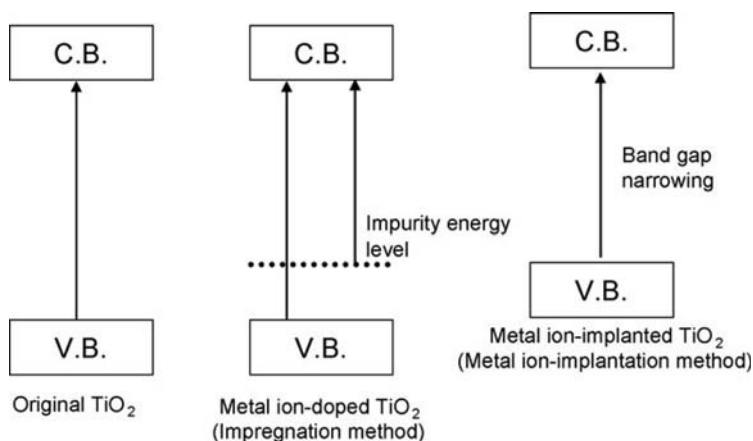 C.B.
V.B.
Original TiO₂
C.B.
Impurity energy
level
V.B.
Metal ion-doped TiO₂
(Impregnation method)
C.B.
Band gap
narrowing
V.B.
Metal ion-implanted TiO₂
(Metal ion-implantation method)